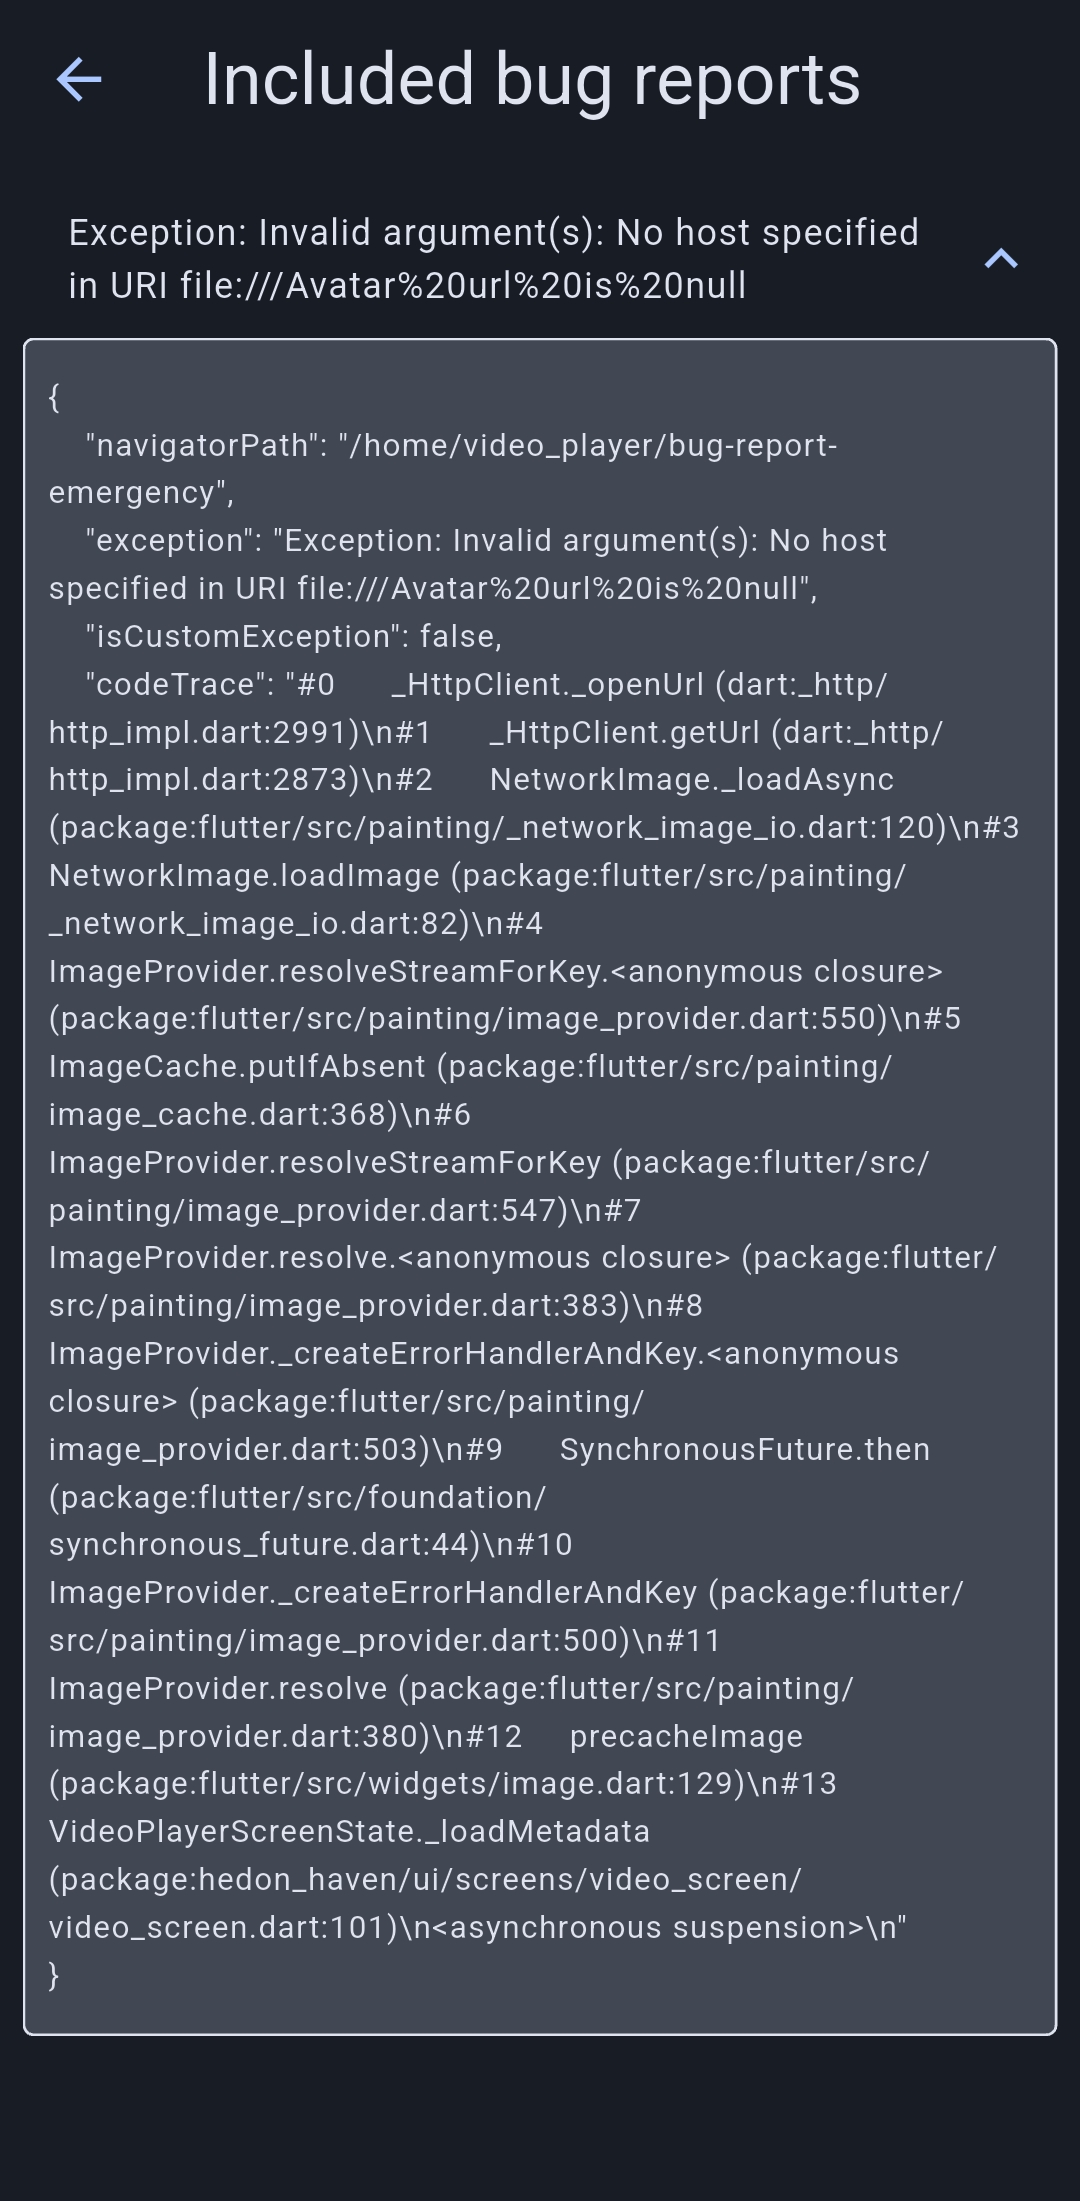 Included bug reports
Exception: Invalid argument(s): No host specified
in URI file:///Avatar%20url%20is%20null
{
"navigatorPath": "/home/video_player/bug-report-
emergency",
"exception": "Exception: Invalid argument(s): No host
specified in URI file:///Avatar%20url%20is%20null",
"isCustomException": false,
"codeTrace": "#0      _HttpClient._openUrl (dart:_http/
http_impl.dart:2991)\n#1      _HttpClient.getUrl (dart:_http/
http_impl.dart:2873)\n#2      NetworkImage._loadAsync
(package:flutter/src/painting/_network_image_io.dart:120)\n#3
NetworkImage.loadImage (package:flutter/src/painting/
_network_image_io.dart:82)\n#4
ImageProvider.resolveStreamForKey.<anonymous closure>
(package:flutter/src/painting/image_provider.dart:550)\n#5
ImageCache.putIfAbsent (package:flutter/src/painting/
image_cache.dart:368)\n#6
ImageProvider.resolveStreamForKey (package:flutter/src/
painting/image_provider.dart:547)\n#7
ImageProvider.resolve.<anonymous closure> (package:flutter/
src/painting/image_provider.dart:383)\n#8
ImageProvider._createErrorHandlerAndKey.<anonymous
closure> (package:flutter/src/painting/
image_provider.dart:503)\n#9      SynchronousFuture.then
(package:flutter/src/foundation/
synchronous_future.dart:44)\n#10
ImageProvider._createErrorHandlerAndKey (package:flutter/
src/painting/image_provider.dart:500)\n#11
ImageProvider.resolve (package:flutter/src/painting/
image_provider.dart:380)\n#12     precacheImage
(package:flutter/src/widgets/image.dart:129)\n#13
VideoPlayerScreenState._loadMetadata
(package:hedon_haven/ui/screens/video_screen/
video_screen.dart:101)\n<asynchronous suspension>\n"
}